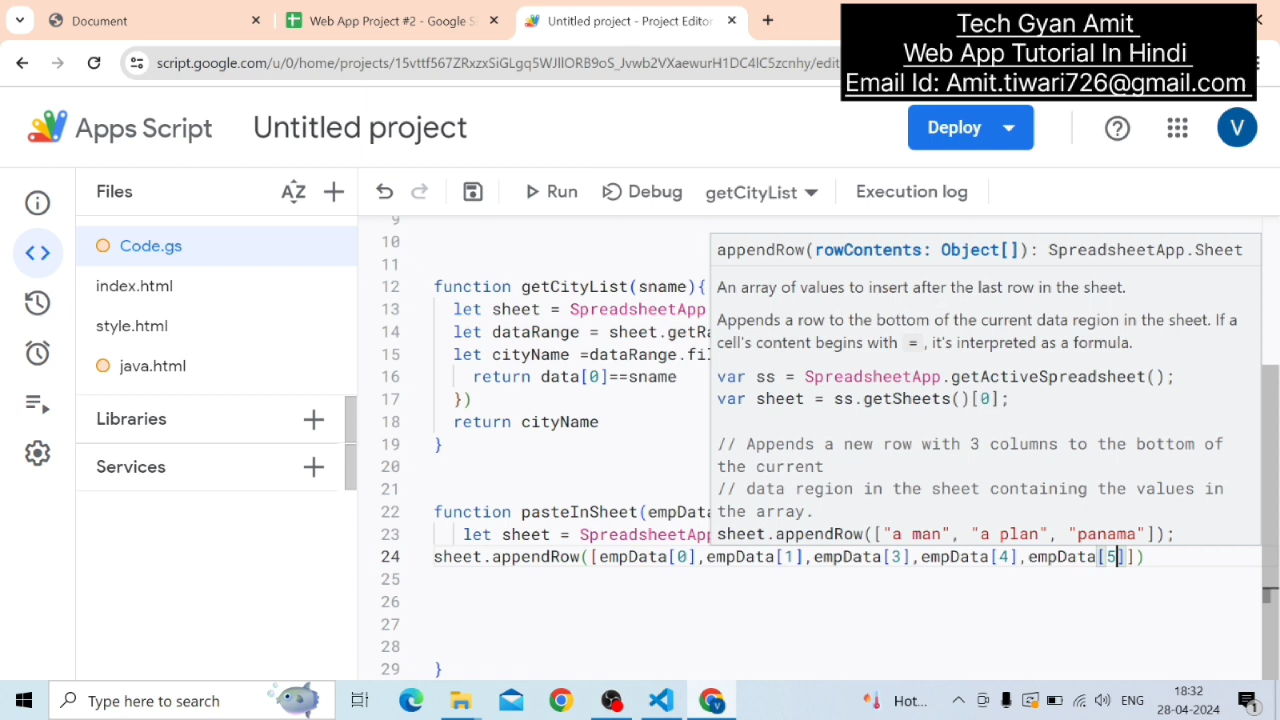 Document
Web App Project #2 - Google S
Untitled project - Project Editor
Tech Gyan Amit
Web App Tutorial In Hindi
Email Id: Amit.tiwari726@gmail.com
script.google.com/u/0/home/projects/15vttf567ZRxzxSiGLgq5WJIlORB9oS_Jvwb2VXaewurH1DC4lC5zcnhy/edit
Apps Script
Untitled project
Deploy
V
Files
Run
Debug
getCityList
Execution log
Code.gs
index.html
style.html
java.html
Libraries
Services
9
10
11
12 function getCityList(sname){
13 let sheet = SpreadsheetApp
14 let dataRange = sheet.getRa
15 let cityName =dataRange.fil
16 return data[0]==sname
17 })
18 return cityName
19 }
20
21
22 function pasteInSheet(empData
23 let sheet = SpreadsheetApp
24 sheet.appendRow([empData[0],empData[1],empData[3],empData[4],empData[5]])
25
26
27
28
29 }
appendRow(rowContents: Object[]): SpreadsheetApp.Sheet
An array of values to insert after the last row in the sheet.
Appends a row to the bottom of the current data region in the sheet. If a
cell's content begins with = , it's interpreted as a formula.
var ss = SpreadsheetApp.getActiveSpreadsheet();
var sheet = ss.getSheets()[0];
// Appends a new row with 3 columns to the bottom of
the current
// data region in the sheet containing the values in
the array.
sheet.appendRow(["a man", "a plan", "panama"]);
Type here to search
Hot...
ENG
18:32
28-04-2024
1